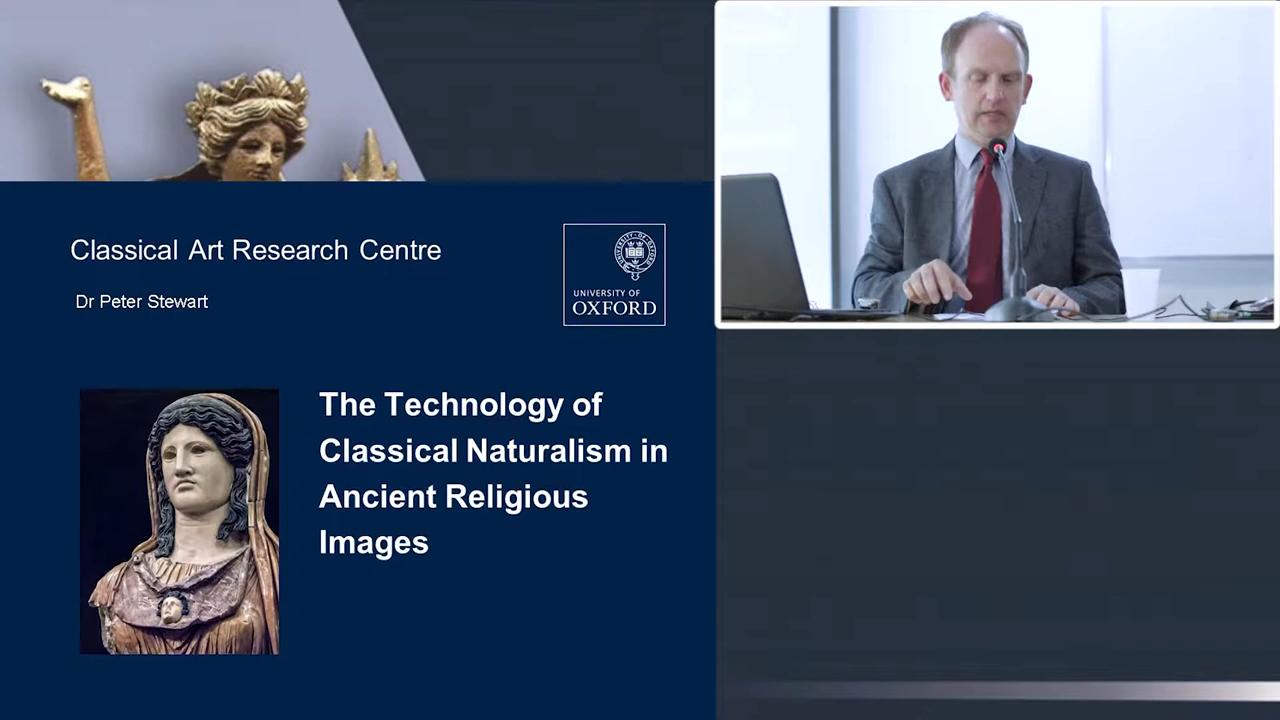 Classical Art Research Centre
Dr Peter Stewart
UNIVERSITY OF
OXFORD
The Technology of
Classical Naturalism in
Ancient Religious
Images